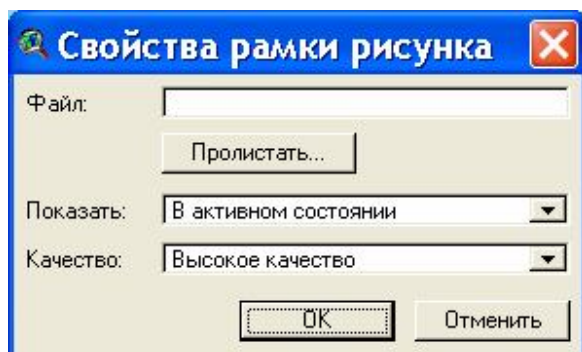 Свойства рамки рисунка
Файл:
Пролистать...
Показать: В активном состоянии
Качество: Высокое качество
OK Отменить